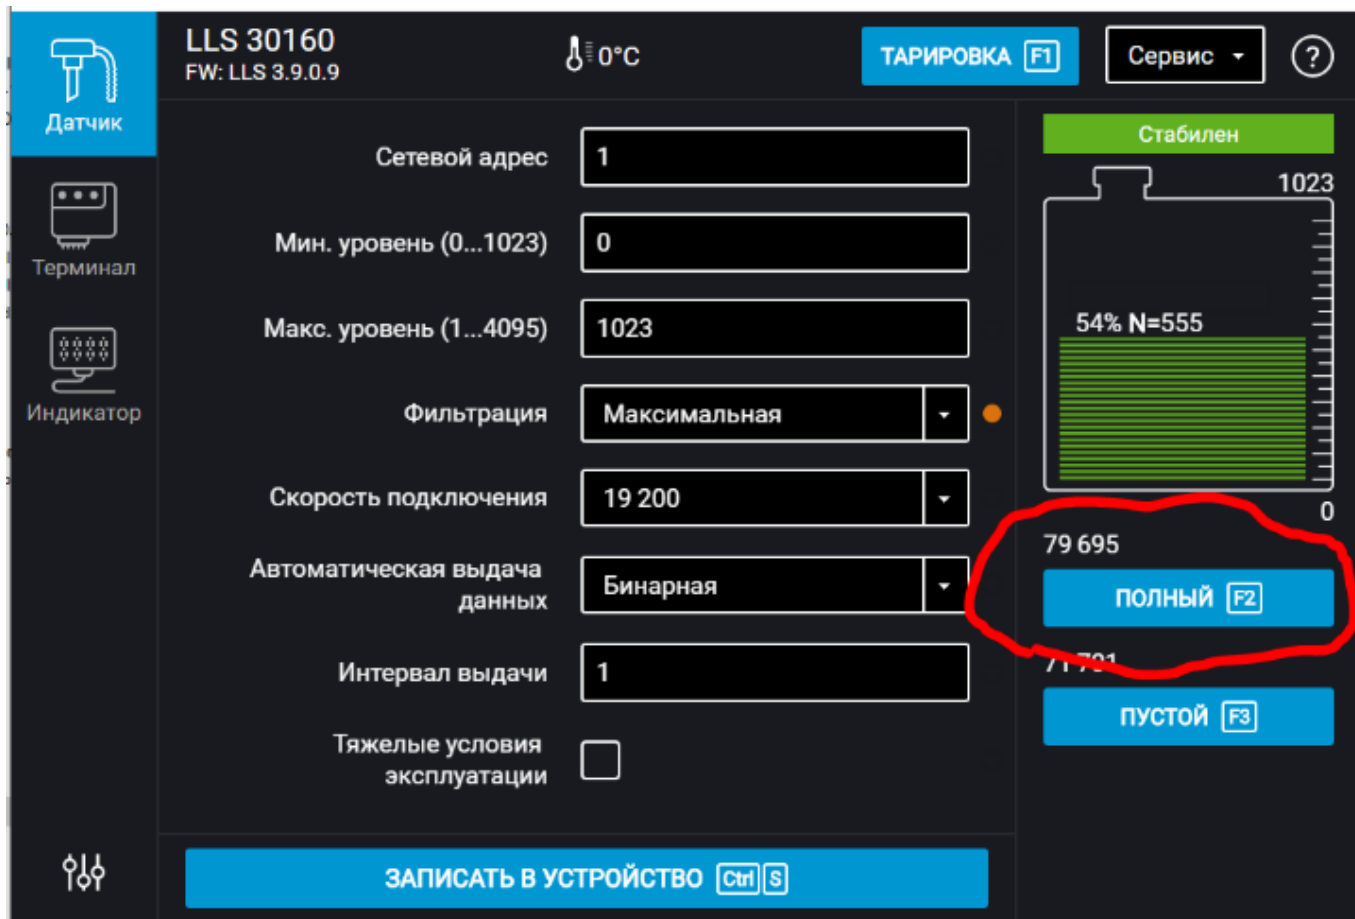 LLS 30160
FW: LLS 3.9.0.9
0°C
ТАРИРОВКА F1
Сервис
?
Датчик
Терминал
Индикатор
Сетевой адрес
1
Мин. уровень (0...1023)
0
Макс. уровень (1...4095)
1023
Фильтрация
Максимальная
Скорость подключения
19 200
Автоматическая выдача
данных
Бинарная
Интервал выдачи
1
Тяжелые условия
эксплуатации
ЗАПИСАТЬ В УСТРОЙСТВО Ctrl S
Стабилен
1023
54% N=555
0
79 695
ПОЛНЫЙ F2
ПУСТОЙ F3